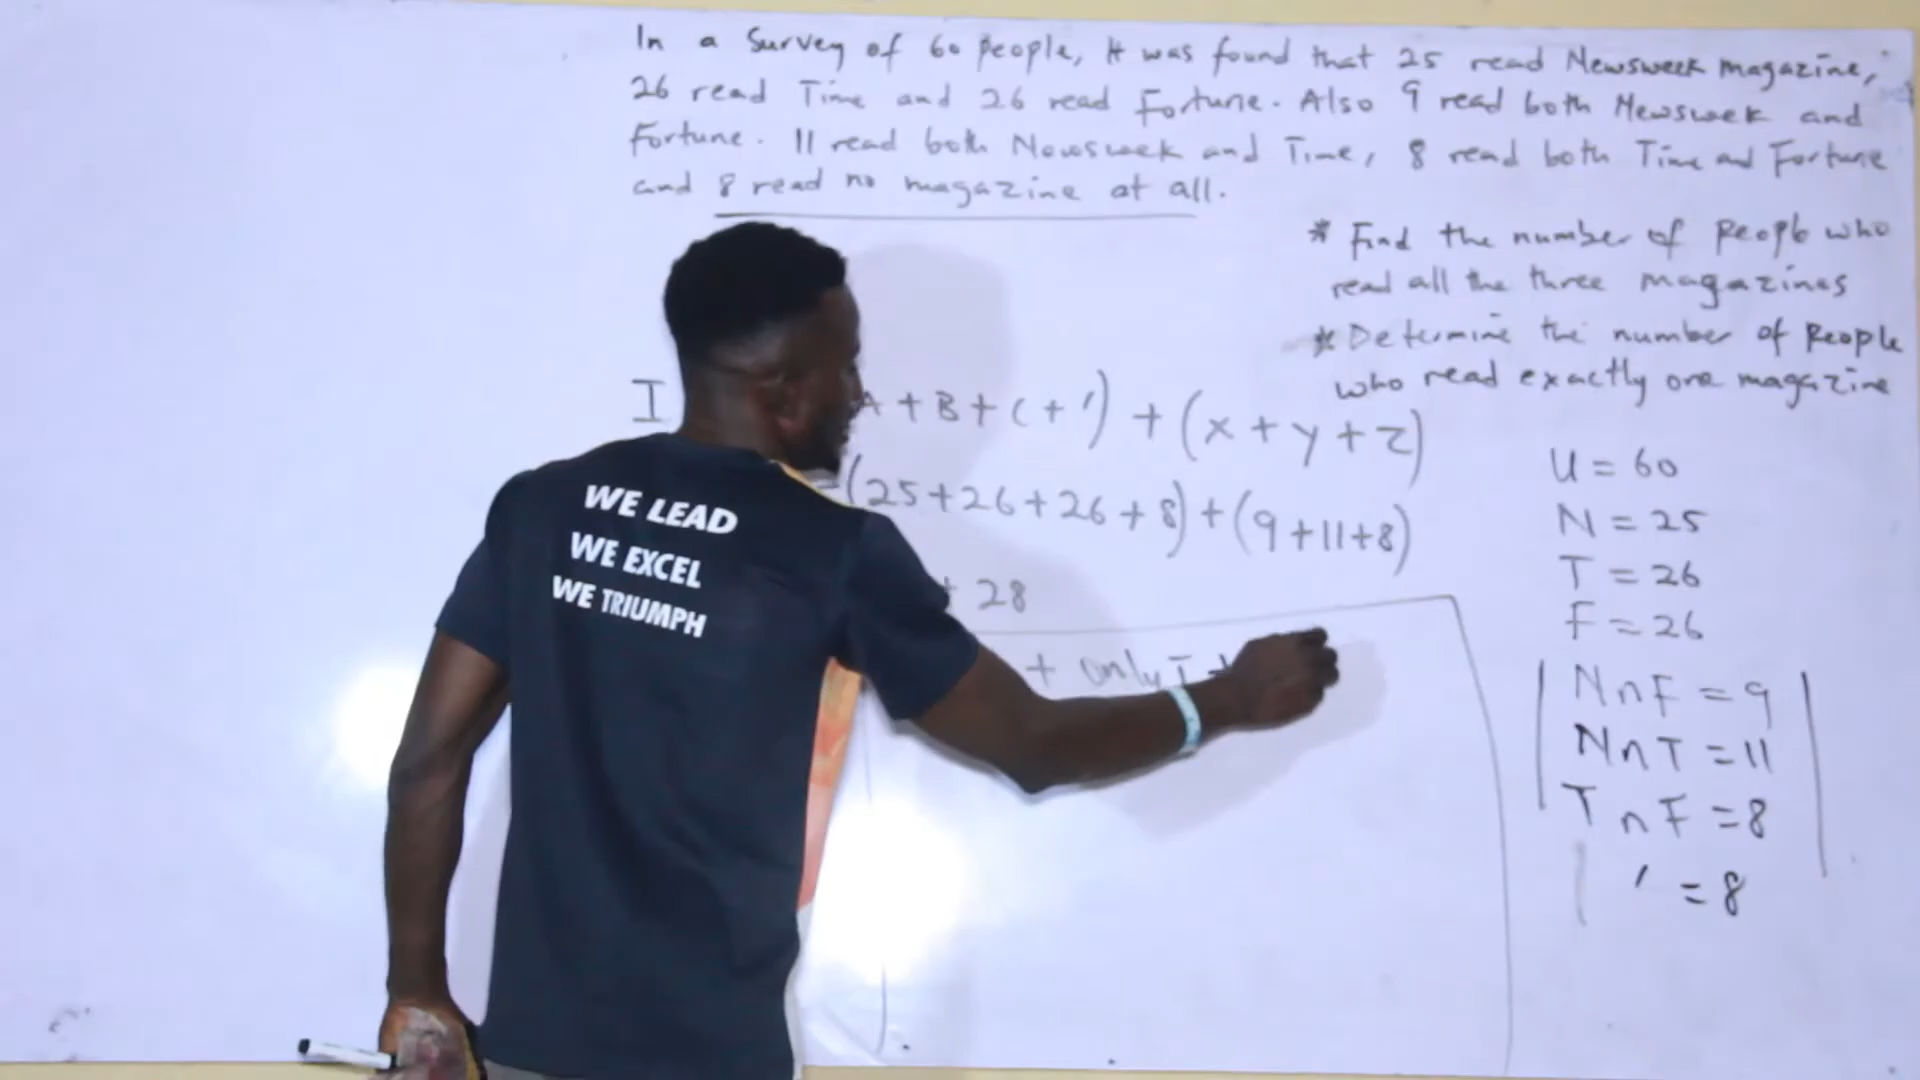 In a Survey of 60 people, it was found that 25 read Newsweek magazine,
26 read Time and 26 read Fortune. Also 9 read both Newsweek and
Fortune. 11 read both Newsweek and Time, 8 read both Time and Fortune
and 8 read no magazine at all.
* Find the number of people who
read all the three magazines
* Determine the number of People
who read exactly one magazine
I A + B + C + ') + (x + y + z)
=(25+26+26+8)+(9+11+8)
+ 28
+ only T +
U = 60
N = 25
T = 26
F = 26
N n F = 9
N n T = 11
T n F = 8
' = 8
WE LEAD
WE EXCEL
WE TRIUMPH